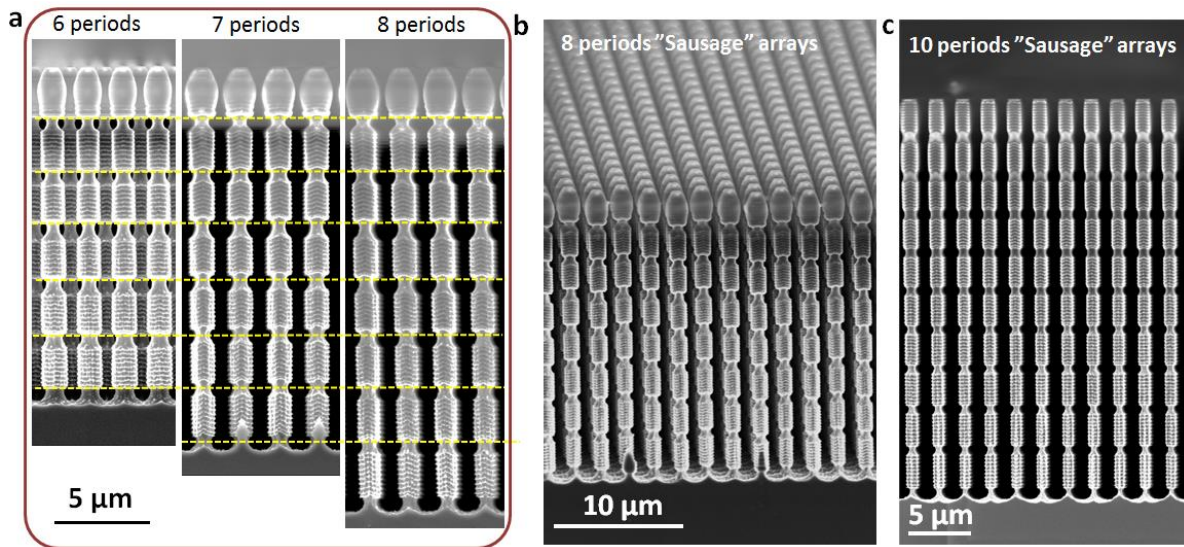 a
6 periods
7 periods
8 periods
5 µm
b
8 periods ”Sausage” arrays
10 µm
c
10 periods ”Sausage” arrays
5 µm